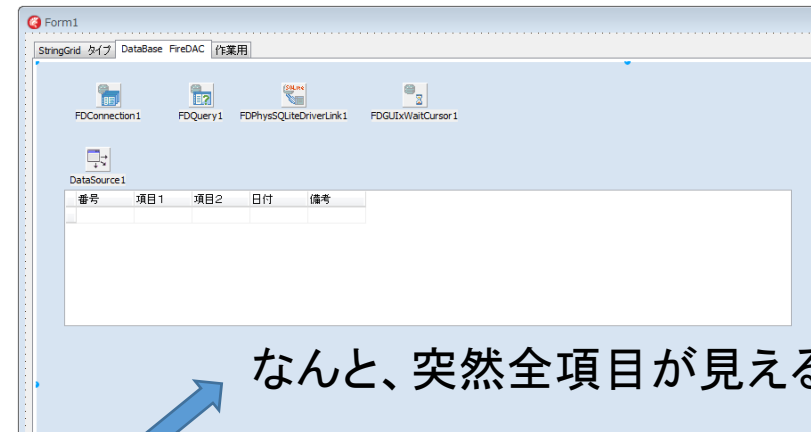 Form1
StringGrid タイプ DataBase FireDAC 作業用
FDConnection1 FDQuery1 FDPhysSQLiteDriverLink1 FDGUIxWaitCursor1
DataSource1
番号 項目1 項目2 日付 備考
なんと、突然全項目が見える